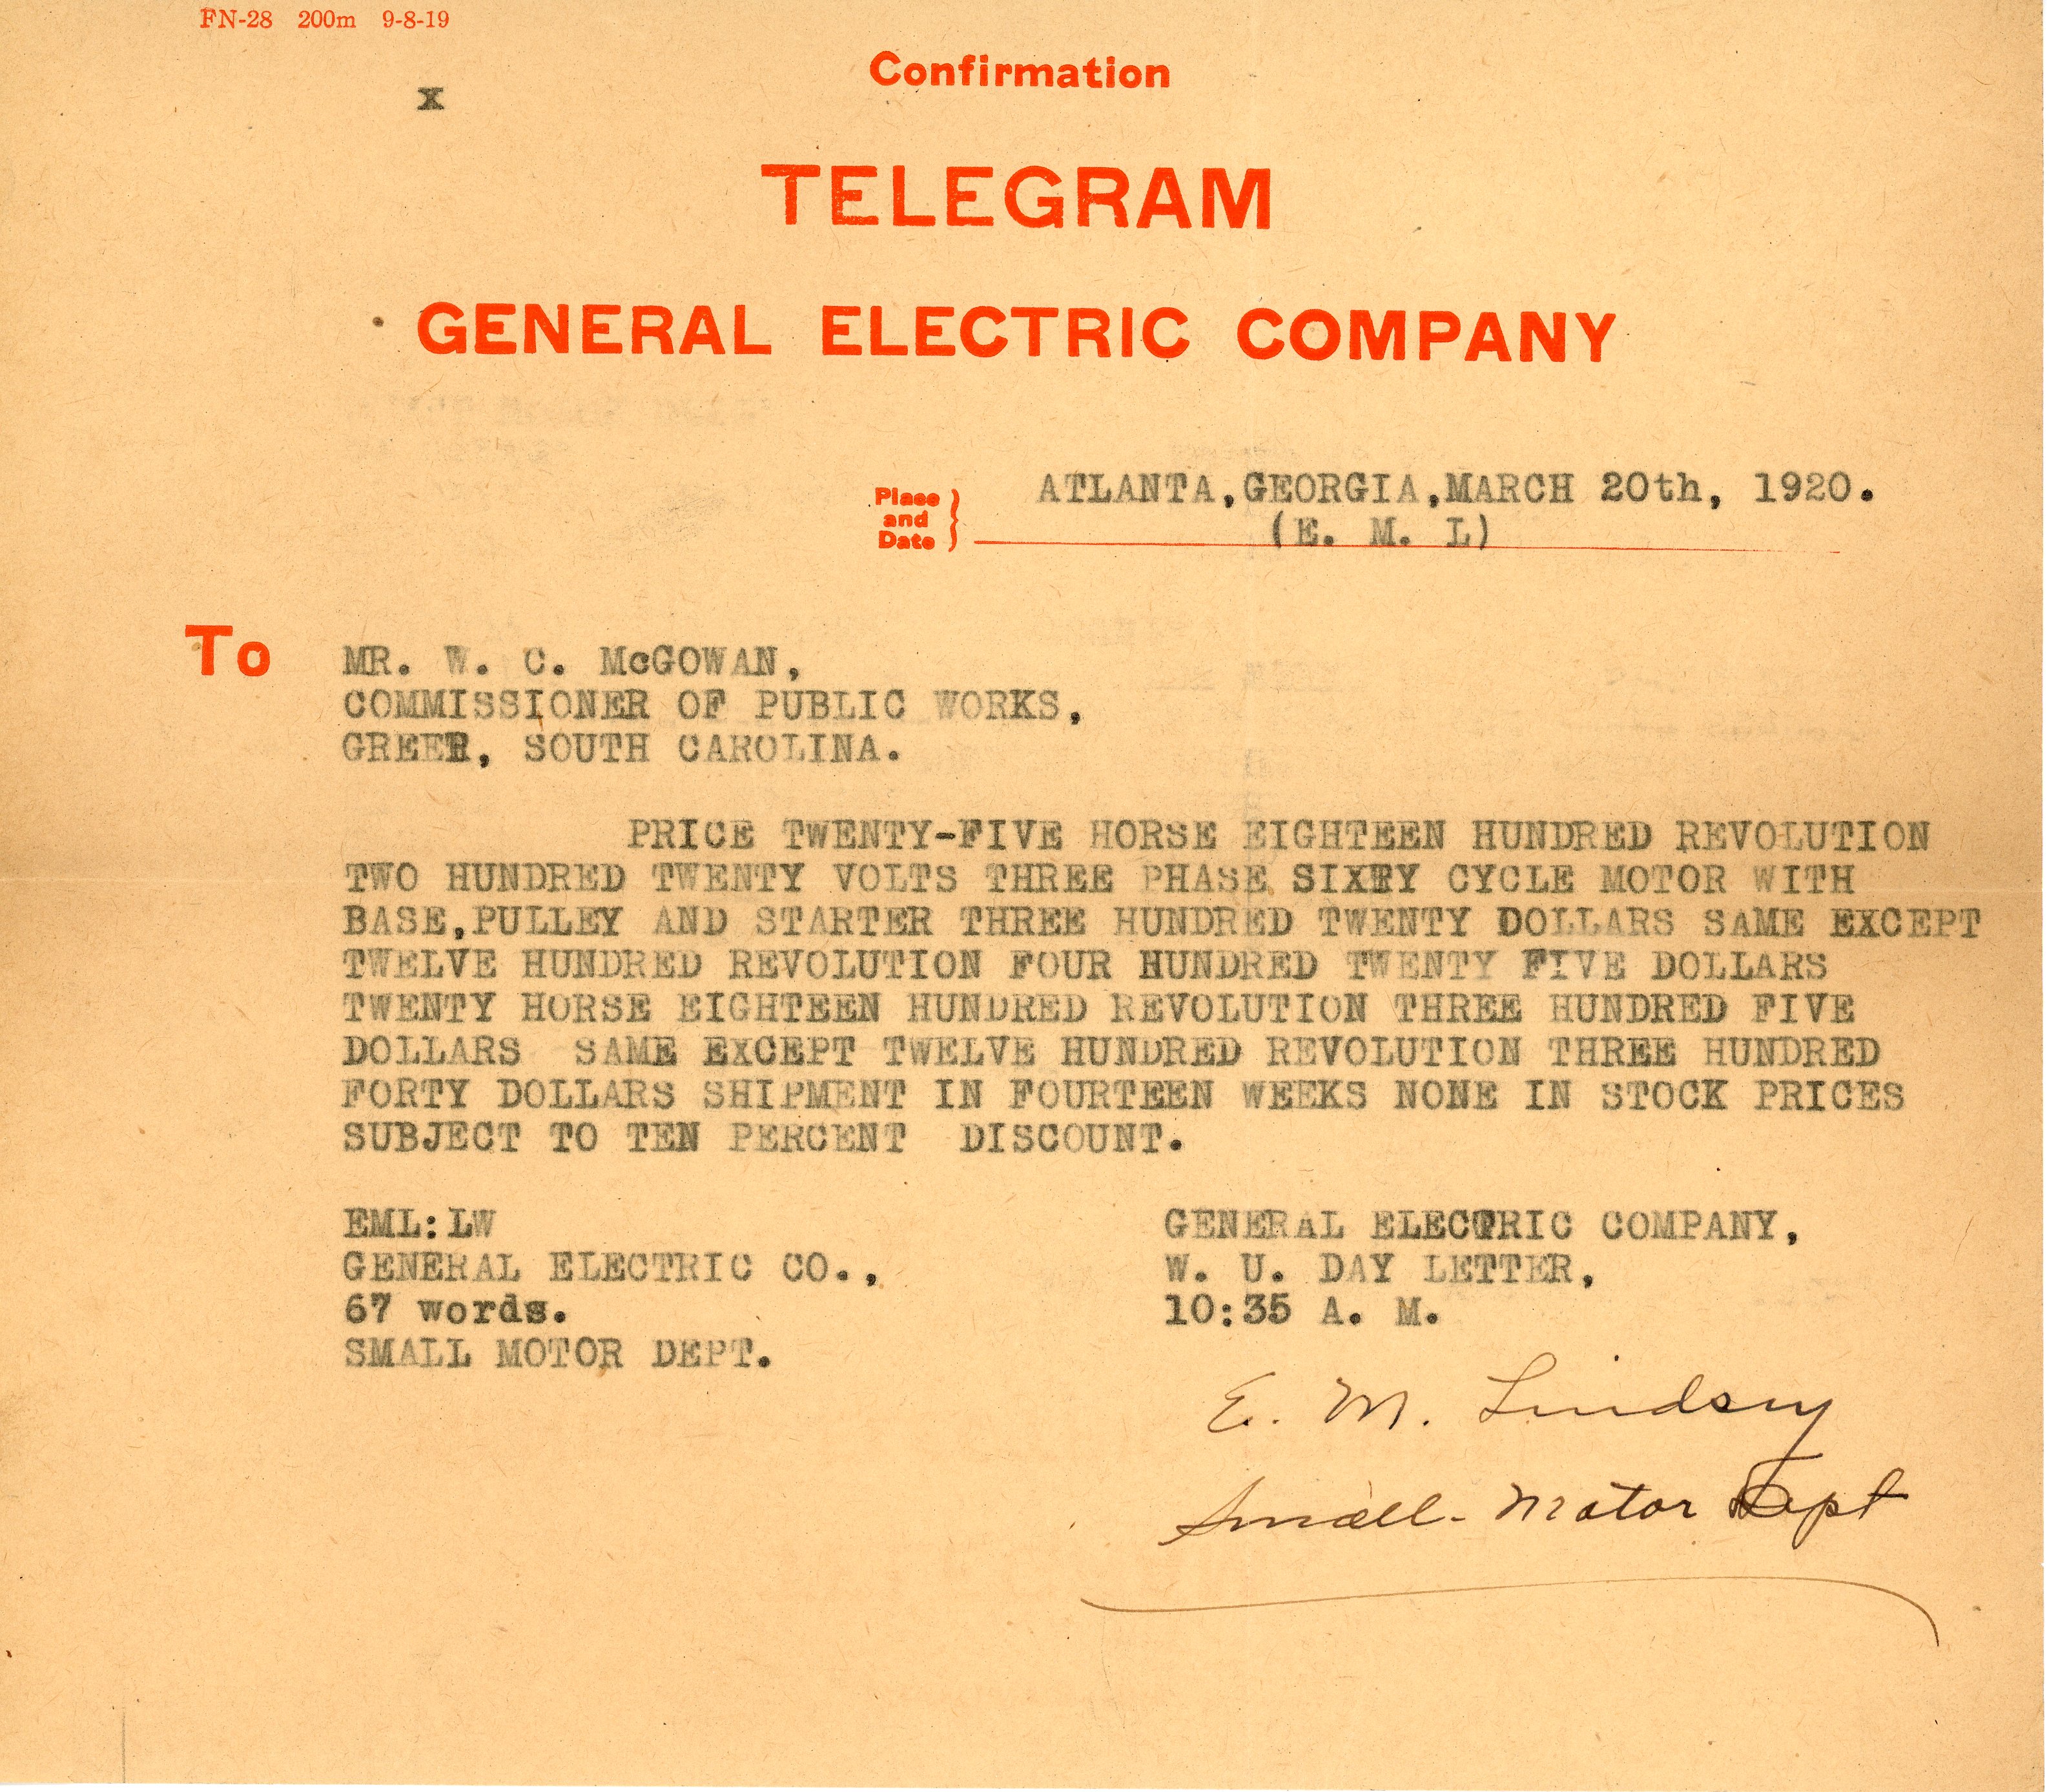 FN-28 200m 9-8-19
Confirmation
X
TELEGRAM
GENERAL ELECTRIC COMPANY
Place and Date
ATLANTA,GEORGIA,MARCH 20th, 1920.
(E. M. L)
To
MR. W. C. McGOWAN,
COMMISSIONER OF PUBLIC WORKS,
GREER, SOUTH CAROLINA.
PRICE TWENTY-FIVE HORSE EIGHTEEN HUNDRED REVOLUTION
TWO HUNDRED TWENTY VOLTS THREE PHASE SIXTY CYCLE MOTOR WITH
BASE,PULLEY AND STARTER THREE HUNDRED TWENTY DOLLARS SAME EXCEPT
TWELVE HUNDRED REVOLUTION FOUR HUNDRED TWENTY FIVE DOLLARS
TWENTY HORSE EIGHTEEN HUNDRED REVOLUTION THREE HUNDRED FIVE
DOLLARS SAME EXCEPT TWELVE HUNDRED REVOLUTION THREE HUNDRED
FORTY DOLLARS SHIPMENT IN FOURTEEN WEEKS NONE IN STOCK PRICES
SUBJECT TO TEN PERCENT DISCOUNT.
EML:LW
GENERAL ELECTRIC CO.,
67 words.
SMALL MOTOR DEPT.
GENERAL ELECTRIC COMPANY,
W. U. DAY LETTER,
10:35 A. M.
E. M. Lindsey
Small-Motor Dept